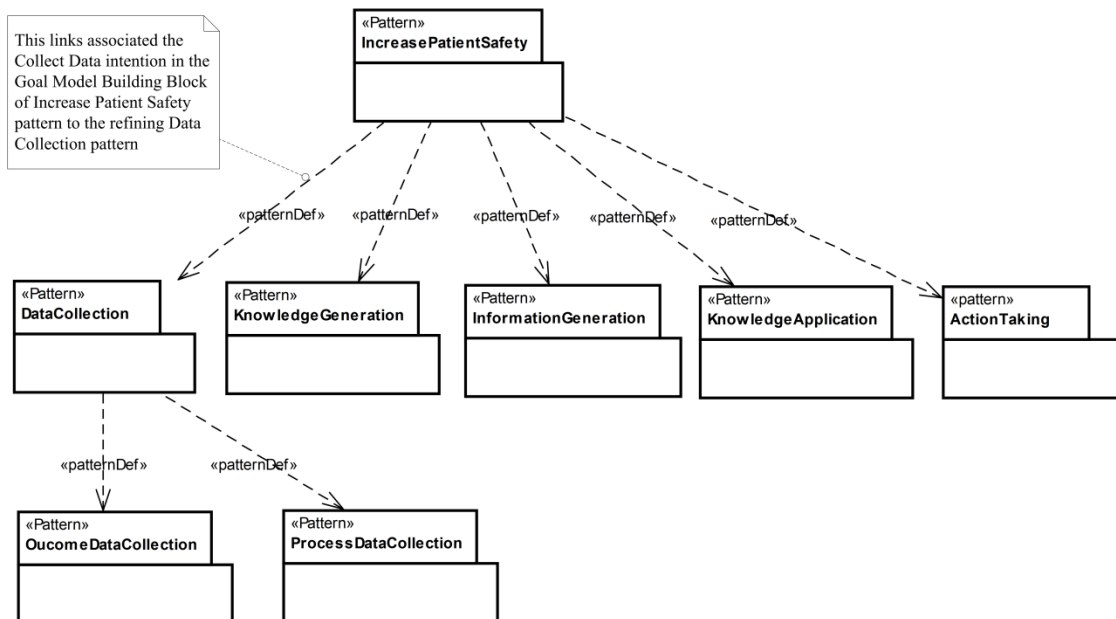 This links associated the
Collect Data intention in the
Goal Model Building Block
of Increase Patient Safety
pattern to the refining Data
Collection pattern
«Pattern»
IncreasePatientSafety
«patternDef»
«patternDef»
«patternDef»
«patternDef»
«patternDef»
«Pattern»
DataCollection
«Pattern»
KnowledgeGeneration
«Pattern»
InformationGeneration
«Pattern»
KnowledgeApplication
«pattern»
ActionTaking
«patternDef»
«patternDef»
«Pattern»
OucomeDataCollection
«Pattern»
ProcessDataCollection